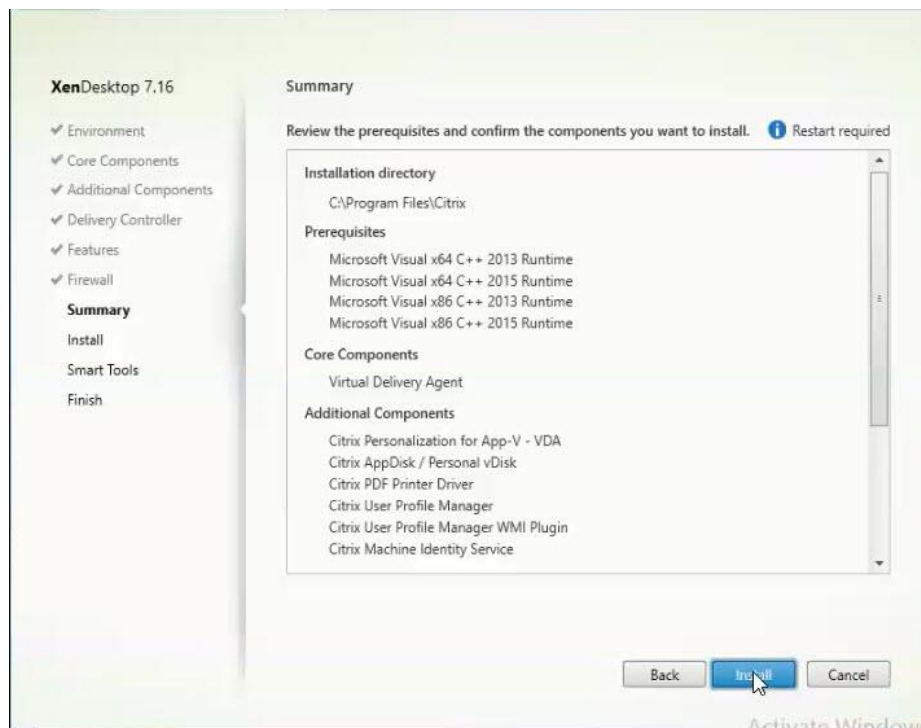 XenDesktop 7.16
Environment
Core Components
Additional Components
Delivery Controller
Features
Firewall
Summary
Install
Smart Tools
Finish
Summary
Review the prerequisites and confirm the components you want to install.
Restart required
Installation directory
C:\Program Files\Citrix
Prerequisites
Microsoft Visual x64 C++ 2013 Runtime
Microsoft Visual x64 C++ 2015 Runtime
Microsoft Visual x86 C++ 2013 Runtime
Microsoft Visual x86 C++ 2015 Runtime
Core Components
Virtual Delivery Agent
Additional Components
Citrix Personalization for App-V - VDA
Citrix AppDisk / Personal vDisk
Citrix PDF Printer Driver
Citrix User Profile Manager
Citrix User Profile Manager WMI Plugin
Citrix Machine Identity Service
Back
Install
Cancel
Activate Window